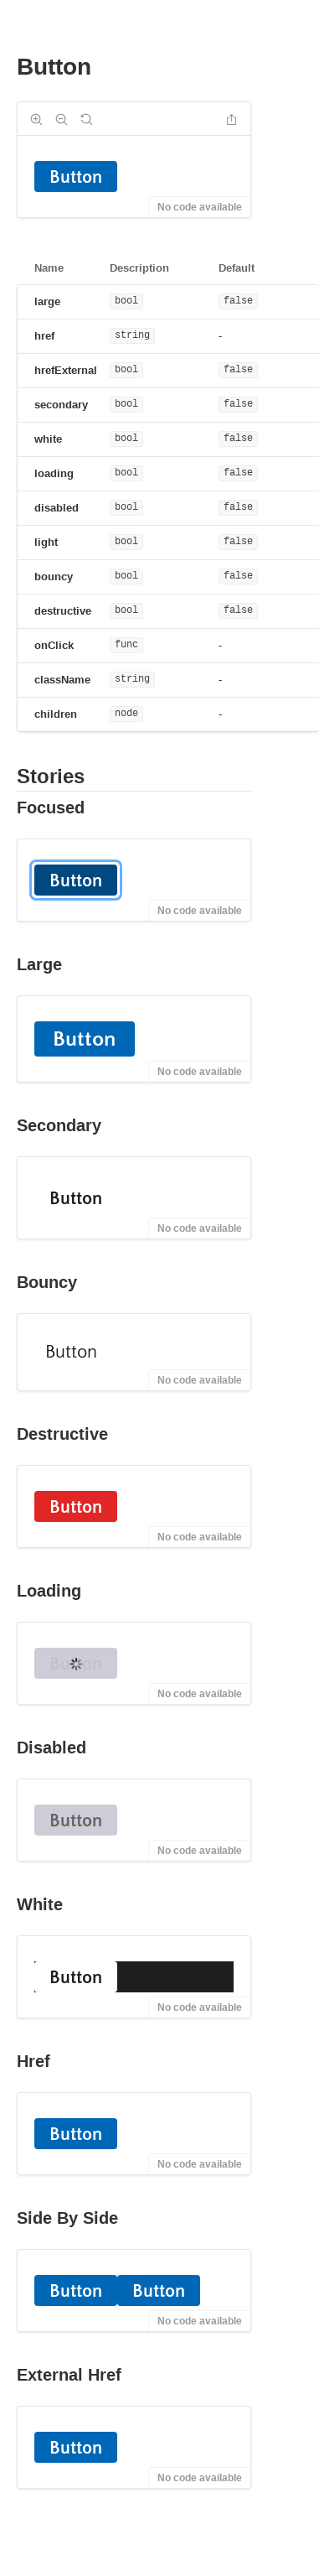 Button
Button
No code available
Name Description Default
large bool false
href string -
hrefExternal bool false
secondary bool false
white bool false
loading bool false
disabled bool false
light bool false
bouncy bool false
destructive bool false
onClick func -
className string -
children node -
Stories
Focused
Button
No code available
Large
Button
No code available
Secondary
Button
No code available
Bouncy
Button
No code available
Destructive
Button
No code available
Loading
Button
No code available
Disabled
Button
No code available
White
Button
No code available
Href
Button
No code available
Side By Side
Button Button
No code available
External Href
Button
No code available